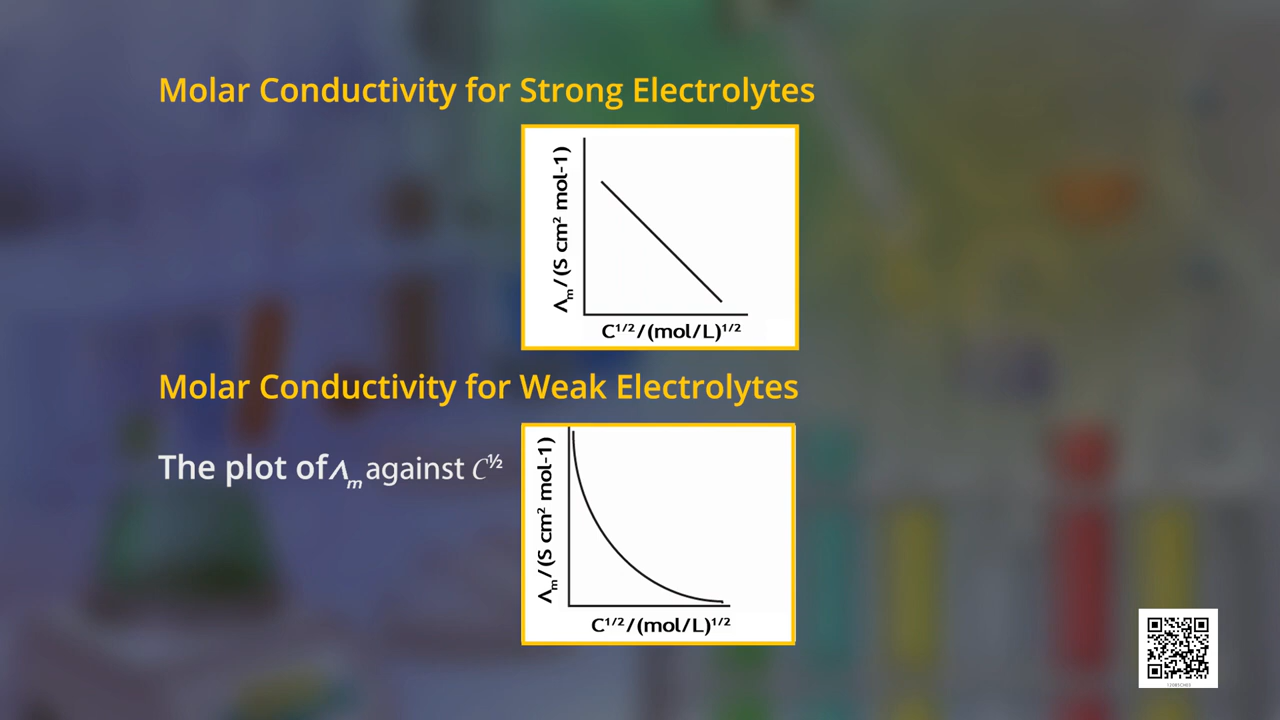 Molar Conductivity for Strong Electrolytes
Λm/(S cm² mol-1)
C¹/²/(mol/L)¹/²
Molar Conductivity for Weak Electrolytes
The plot of Λm against C½
Λm/(S cm² mol-1)
C¹/²/(mol/L)¹/²